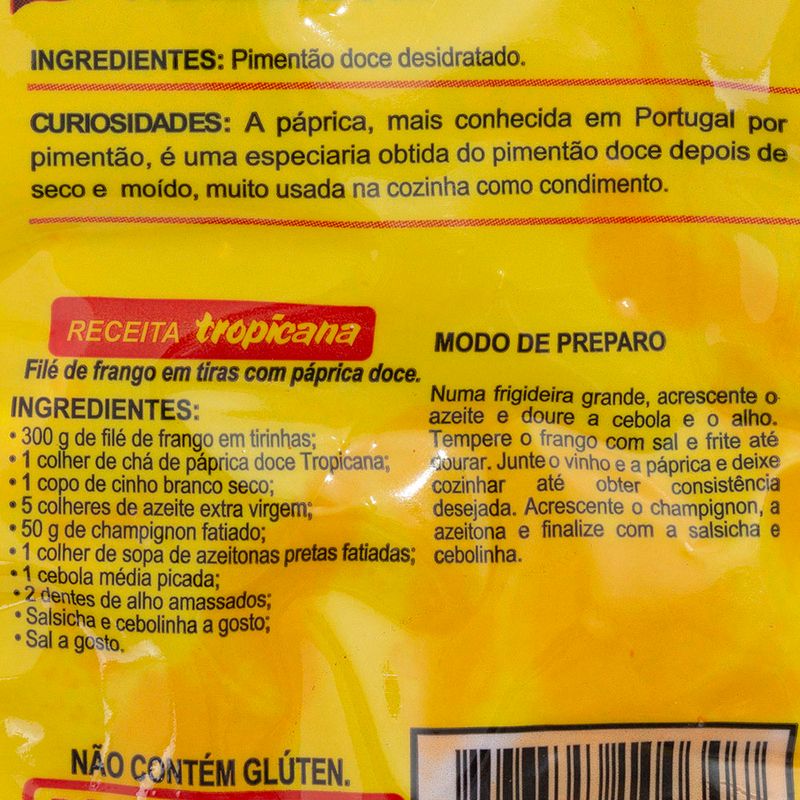 INGREDIENTES: Pimentão doce desidratado.
CURIOSIDADES: A páprica, mais conhecida em Portugal por
pimentão, é uma especiaria obtida do pimentão doce depois de
seco e moído, muito usada na cozinha como condimento.
RECEITA tropicana
Filé de frango em tiras com páprica doce.
INGREDIENTES:
• 300 g de filé de frango em tirinhas;
• 1 colher de chá de páprica doce Tropicana;
• 1 copo de cinho branco seco;
• 5 colheres de azeite extra virgem;
• 50 g de champignon fatiado;
• 1 colher de sopa de azeitonas pretas fatiadas;
• 1 cebola média picada;
• 2 dentes de alho amassados;
• Salsicha e cebolinha a gosto;
• Sal a gosto.
MODO DE PREPARO
Numa frigideira grande, acrescente o
azeite e doure a cebola e o alho.
Tempere o frango com sal e frite até
dourar. Junte o vinho e a páprica e deixe
cozinhar até obter consistência
desejada. Acrescente o champignon, a
azeitona e finalize com a salsicha e
cebolinha.
NÃO CONTÉM GLÚTEN.